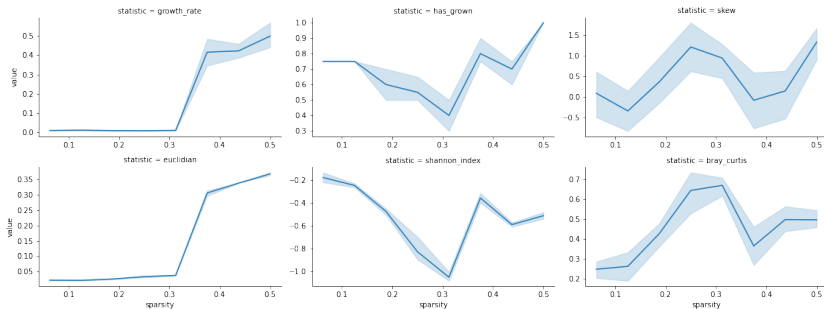 statistic = growth_rate
value
0.5
0.4
0.3
0.2
0.1
0.0
0.1 0.2 0.3 0.4 0.5
statistic = has_grown
1.0
0.9
0.8
0.7
0.6
0.5
0.4
0.3
0.1 0.2 0.3 0.4 0.5
statistic = skew
1.5
1.0
0.5
0.0
−0.5
0.1 0.2 0.3 0.4 0.5
statistic = euclidian
value
0.35
0.30
0.25
0.20
0.15
0.10
0.05
0.1 0.2 0.3 0.4 0.5
sparsity
statistic = shannon_index
−0.2
−0.4
−0.6
−0.8
−1.0
0.1 0.2 0.3 0.4 0.5
sparsity
statistic = bray_curtis
0.7
0.6
0.5
0.4
0.3
0.2
0.1 0.2 0.3 0.4 0.5
sparsity